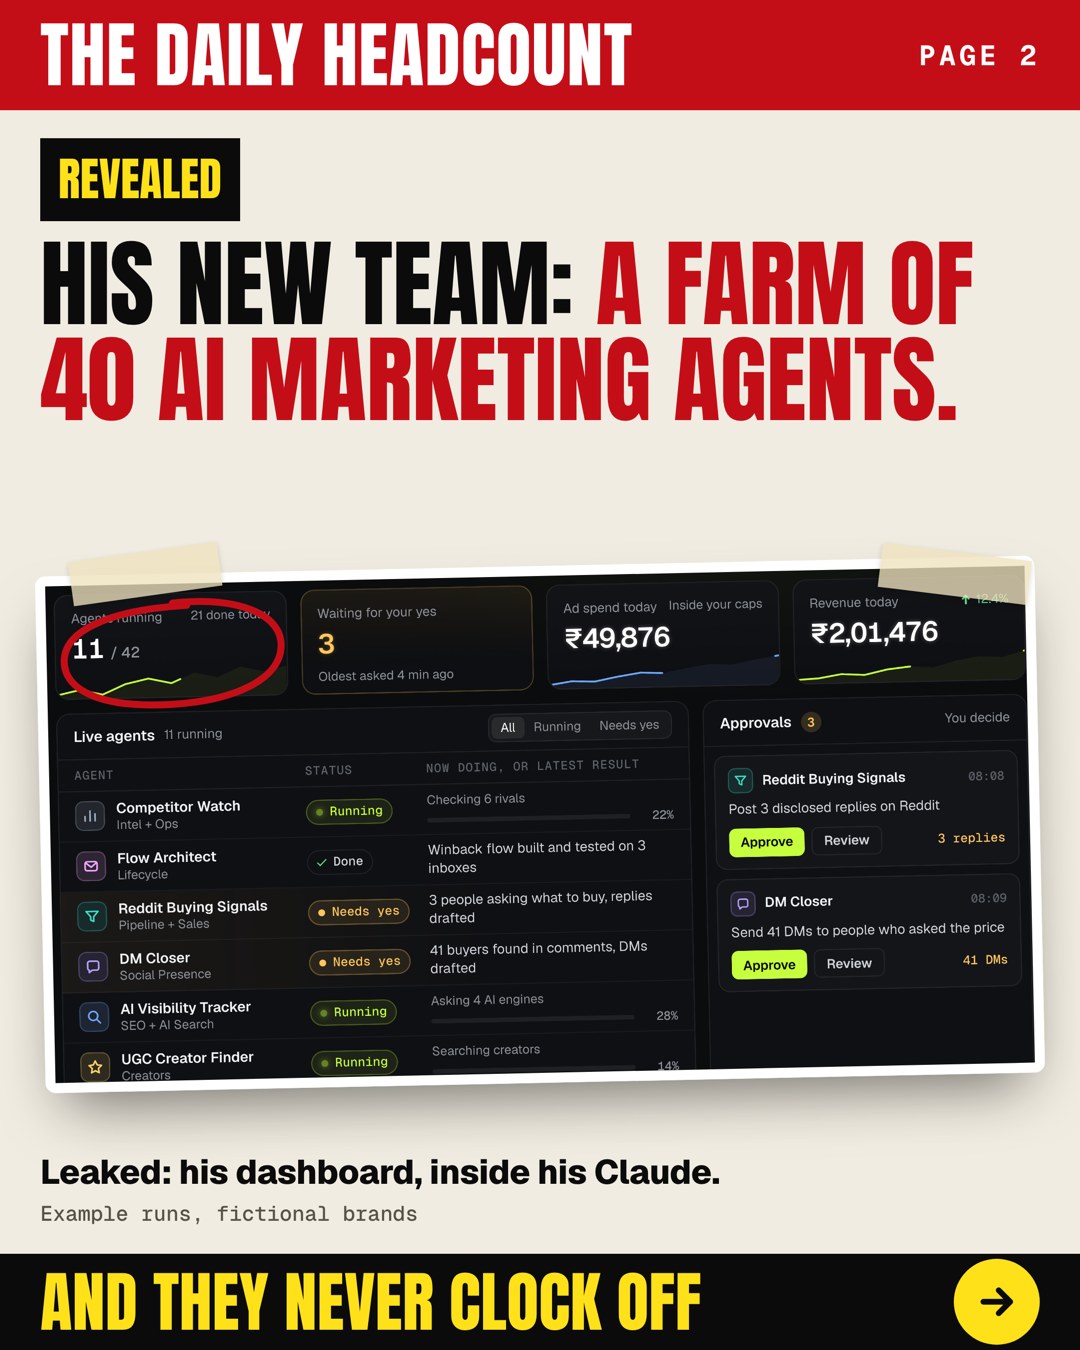 THE DAILY HEADCOUNT
PAGE 2
REVEALED
HIS NEW TEAM: A FARM OF
40 AI MARKETING AGENTS.
Agents running 21 done today
11 / 42
Waiting for your yes
3
Oldest asked 4 min ago
Ad spend today Inside your caps
₹49,876
Revenue today ↑ 12.4%
₹2,01,476
Live agents 11 running
All Running Needs yes
AGENT STATUS NOW DOING, OR LATEST RESULT
Competitor Watch
Intel + Ops
Running
Checking 6 rivals
22%
Flow Architect
Lifecycle
Done
Winback flow built and tested on 3
inboxes
Reddit Buying Signals
Pipeline + Sales
Needs yes
3 people asking what to buy, replies
drafted
DM Closer
Social Presence
Needs yes
41 buyers found in comments, DMs
drafted
AI Visibility Tracker
SEO + AI Search
Running
Asking 4 AI engines
28%
UGC Creator Finder
Creators
Running
Searching creators
14%
Approvals 3 You decide
Reddit Buying Signals 08:08
Post 3 disclosed replies on Reddit
Approve Review 3 replies
DM Closer 08:09
Send 41 DMs to people who asked the price
Approve Review 41 DMs
Leaked: his dashboard, inside his Claude.
Example runs, fictional brands
AND THEY NEVER CLOCK OFF